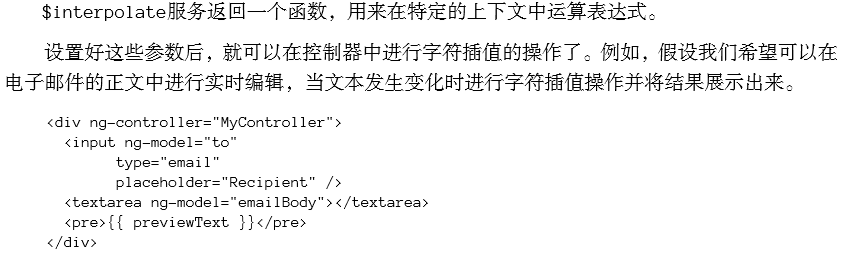 $interpolate服务返回一个函数，用来在特定的上下文中运算表达式。
设置好这些参数后，就可以在控制器中进行字符插值的操作了。例如，假设我们希望可以在
电子邮件的正文中进行实时编辑，当文本发生变化时进行字符插值操作并将结果展示出来。
<div ng-controller="MyController">
  <input ng-model="to"
        type="email"
        placeholder="Recipient" />
  <textarea ng-model="emailBody"></textarea>
  <pre>{{ previewText }}</pre>
</div>